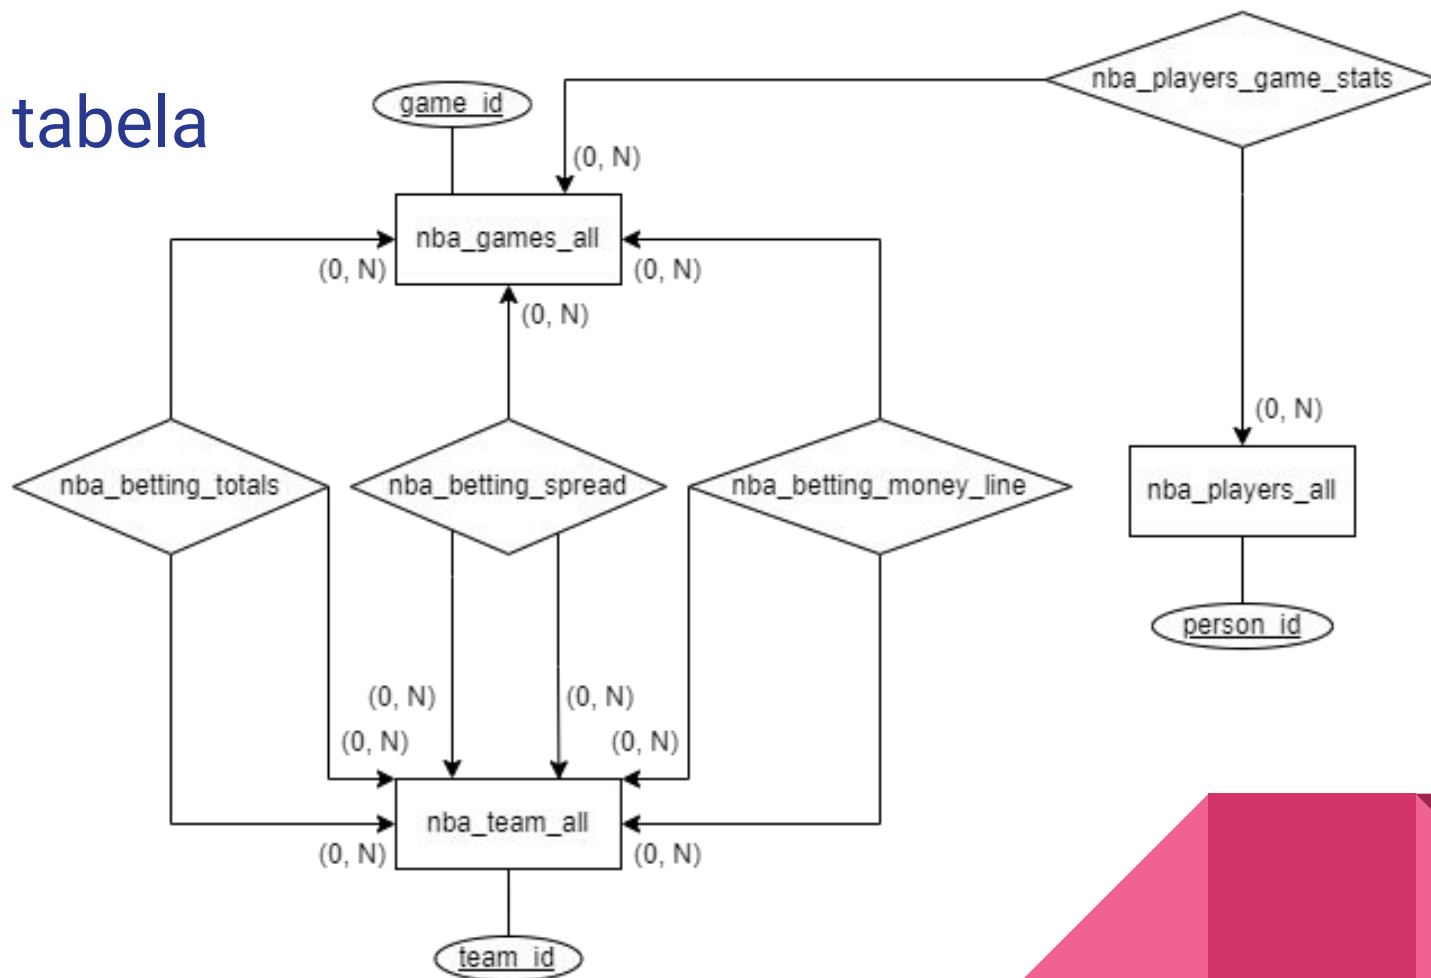 tabela
nba_players_game_stats
game_id
(0, N)
nba_games_all
(0, N)
(0, N)
(0, N)
(0, N)
nba_betting_totals
nba_betting_spread
nba_betting_money_line
nba_players_all
person_id
(0, N)
(0, N)
(0, N)
(0, N)
nba_team_all
(0, N)
(0, N)
team_id